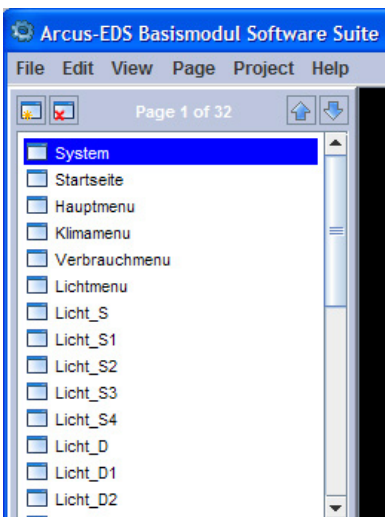 Arcus-EDS Basismodul Software Suite
File Edit View Page Project Help
Page 1 of 32
System
Startseite
Hauptmenu
Klimamenu
Verbrauchmenu
Lichtmenu
Licht_S
Licht_S1
Licht_S2
Licht_S3
Licht_S4
Licht_D
Licht_D1
Licht_D2